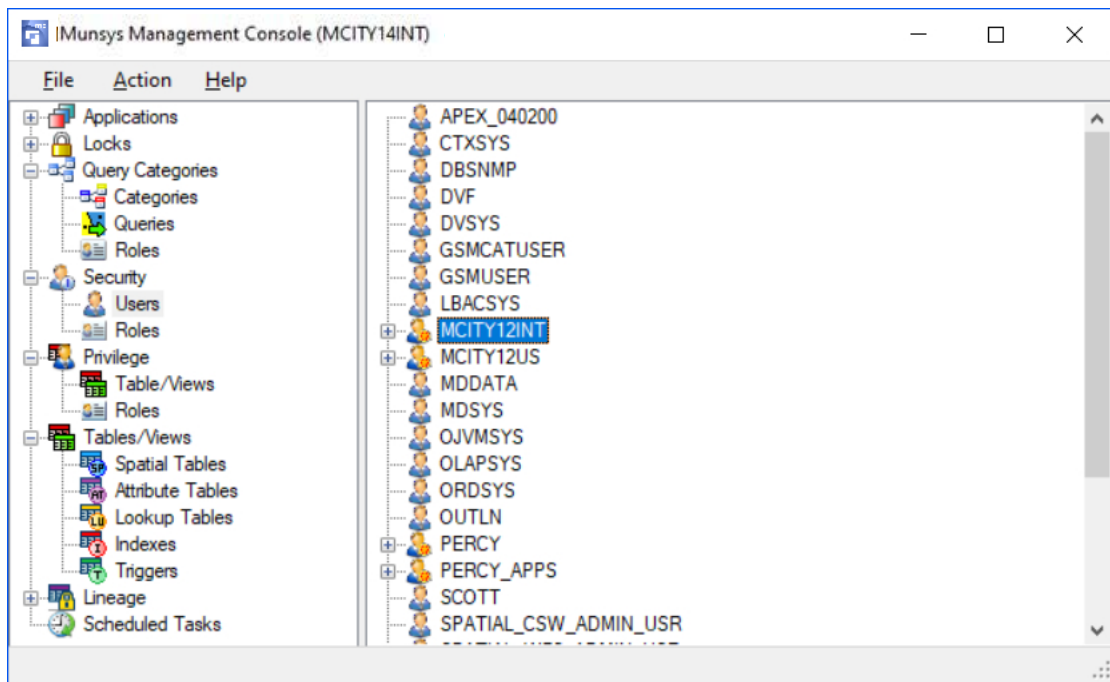 IMunsys Management Console (MCITY14INT)
File Action Help
Applications
Locks
Query Categories
Categories
Queries
Roles
Security
Users
Roles
Privilege
Table/Views
Roles
Tables/Views
Spatial Tables
Attribute Tables
Lookup Tables
Indexes
Triggers
Lineage
Scheduled Tasks
APEX_040200
CTXSYS
DBSNMP
DVF
DVSYS
GSMCATUSER
GSMUSER
LBACSYS
MCITY12INT
MCITY12US
MDDATA
MDSYS
OJVMSYS
OLAPSYS
ORDSYS
OUTLN
PERCY
PERCY_APPS
SCOTT
SPATIAL_CSW_ADMIN_USR